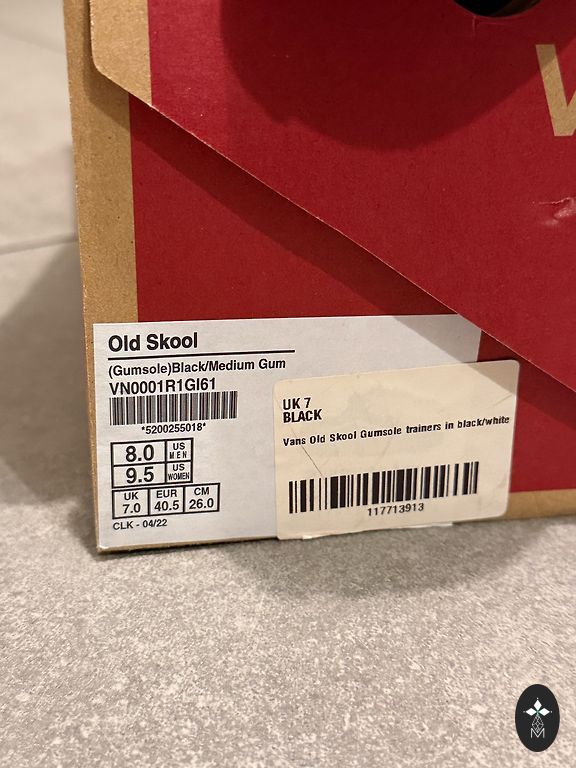 V
Old Skool
(Gumsole)Black/Medium Gum
VN0001R1GI61
*5200255018*
8.0 US MEN
9.5 US WOMEN
UK 7.0 EUR 40.5 CM 26.0
CLK - 04/22
UK 7
BLACK
Vans Old Skool Gumsole trainers in black/white
117713913
M